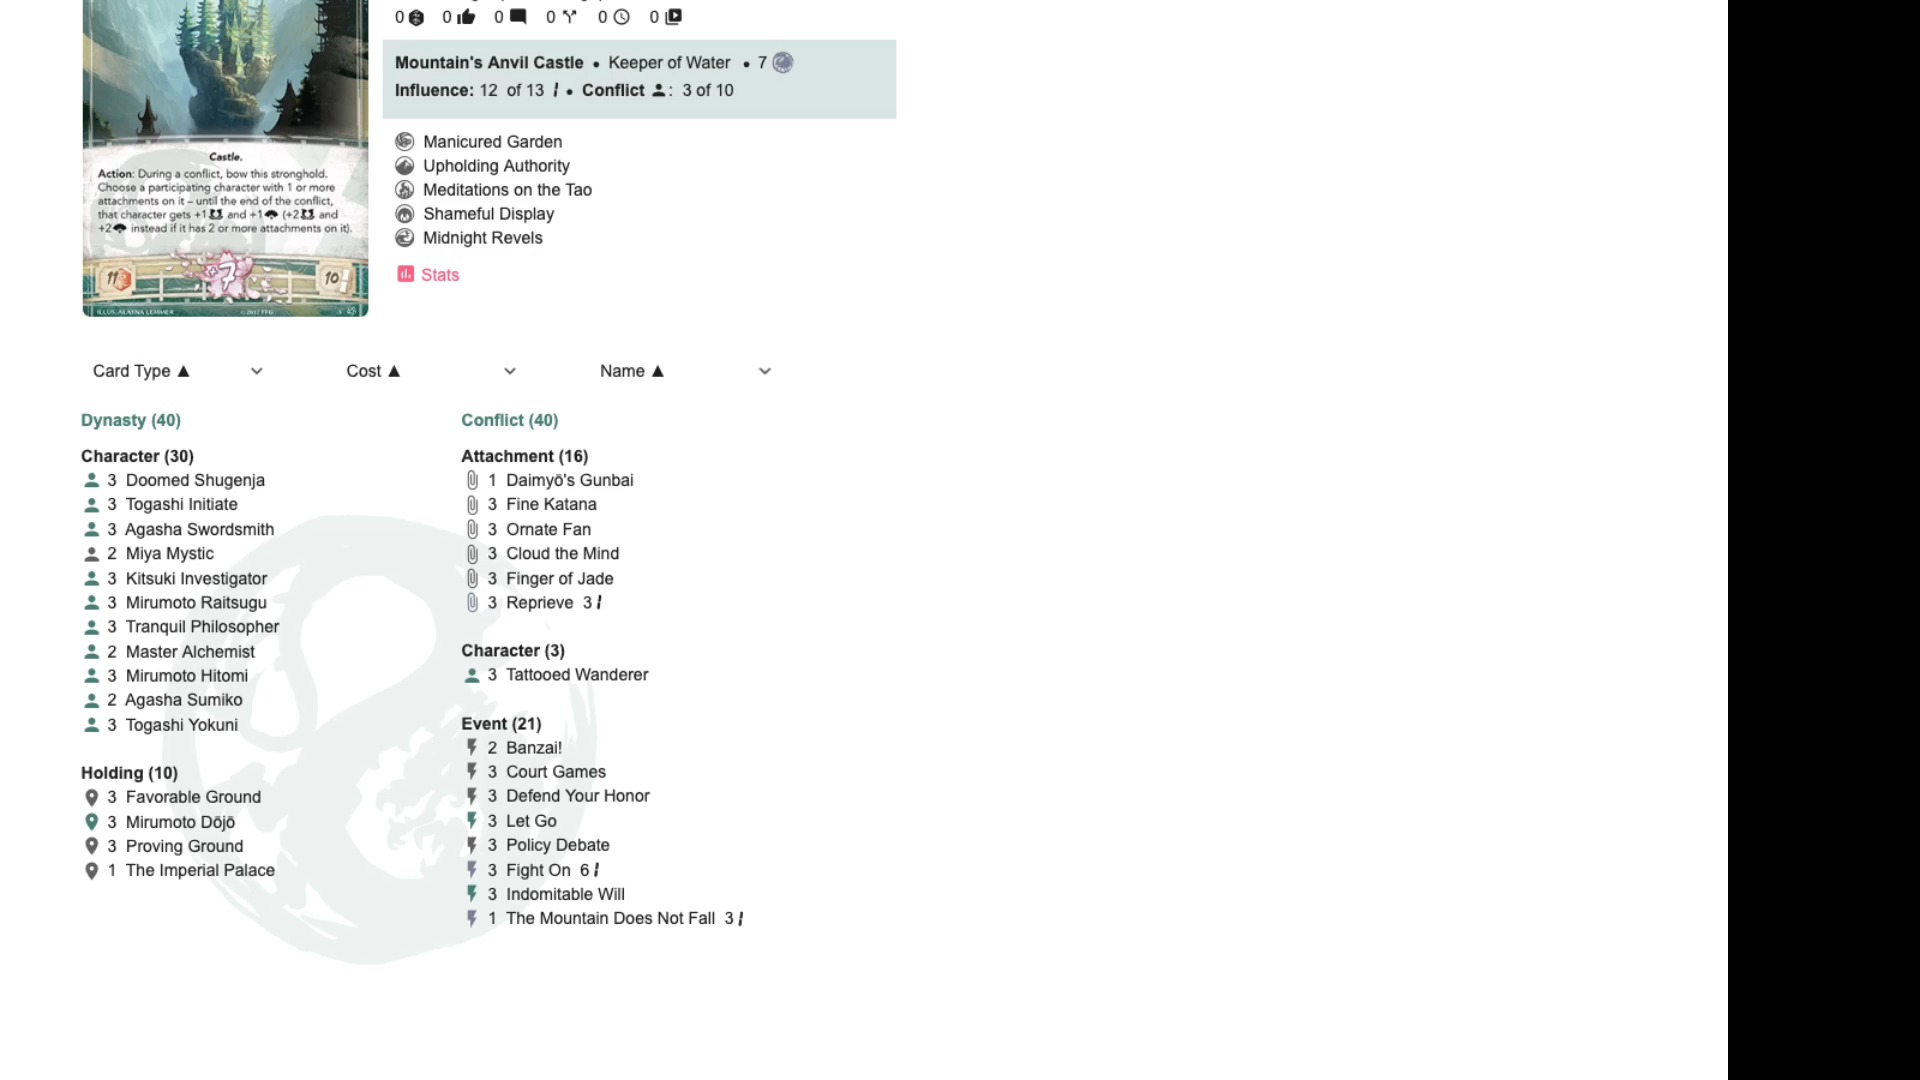 0 0 0 0 0 0
Mountain's Anvil Castle • Keeper of Water • 7
Influence: 12 of 13 • Conflict : 3 of 10
Manicured Garden
Upholding Authority
Meditations on the Tao
Shameful Display
Midnight Revels
Stats
Castle.
Action: During a conflict, bow this stronghold.
Choose a participating character with 1 or more
attachments on it – until the end of the conflict,
that character gets +1 and +1 (+2 and
+2 instead if it has 2 or more attachments on it).
11 +7 10
ILLUS. ALAYNA LEMMER © 2017 FFG
Card Type ▲ Cost ▲ Name ▲
Dynasty (40)
Character (30)
3 Doomed Shugenja
3 Togashi Initiate
3 Agasha Swordsmith
2 Miya Mystic
3 Kitsuki Investigator
3 Mirumoto Raitsugu
3 Tranquil Philosopher
2 Master Alchemist
3 Mirumoto Hitomi
2 Agasha Sumiko
3 Togashi Yokuni
Holding (10)
3 Favorable Ground
3 Mirumoto Dōjō
3 Proving Ground
1 The Imperial Palace
Conflict (40)
Attachment (16)
1 Daimyō's Gunbai
3 Fine Katana
3 Ornate Fan
3 Cloud the Mind
3 Finger of Jade
3 Reprieve 3
Character (3)
3 Tattooed Wanderer
Event (21)
2 Banzai!
3 Court Games
3 Defend Your Honor
3 Let Go
3 Policy Debate
3 Fight On 6
3 Indomitable Will
1 The Mountain Does Not Fall 3